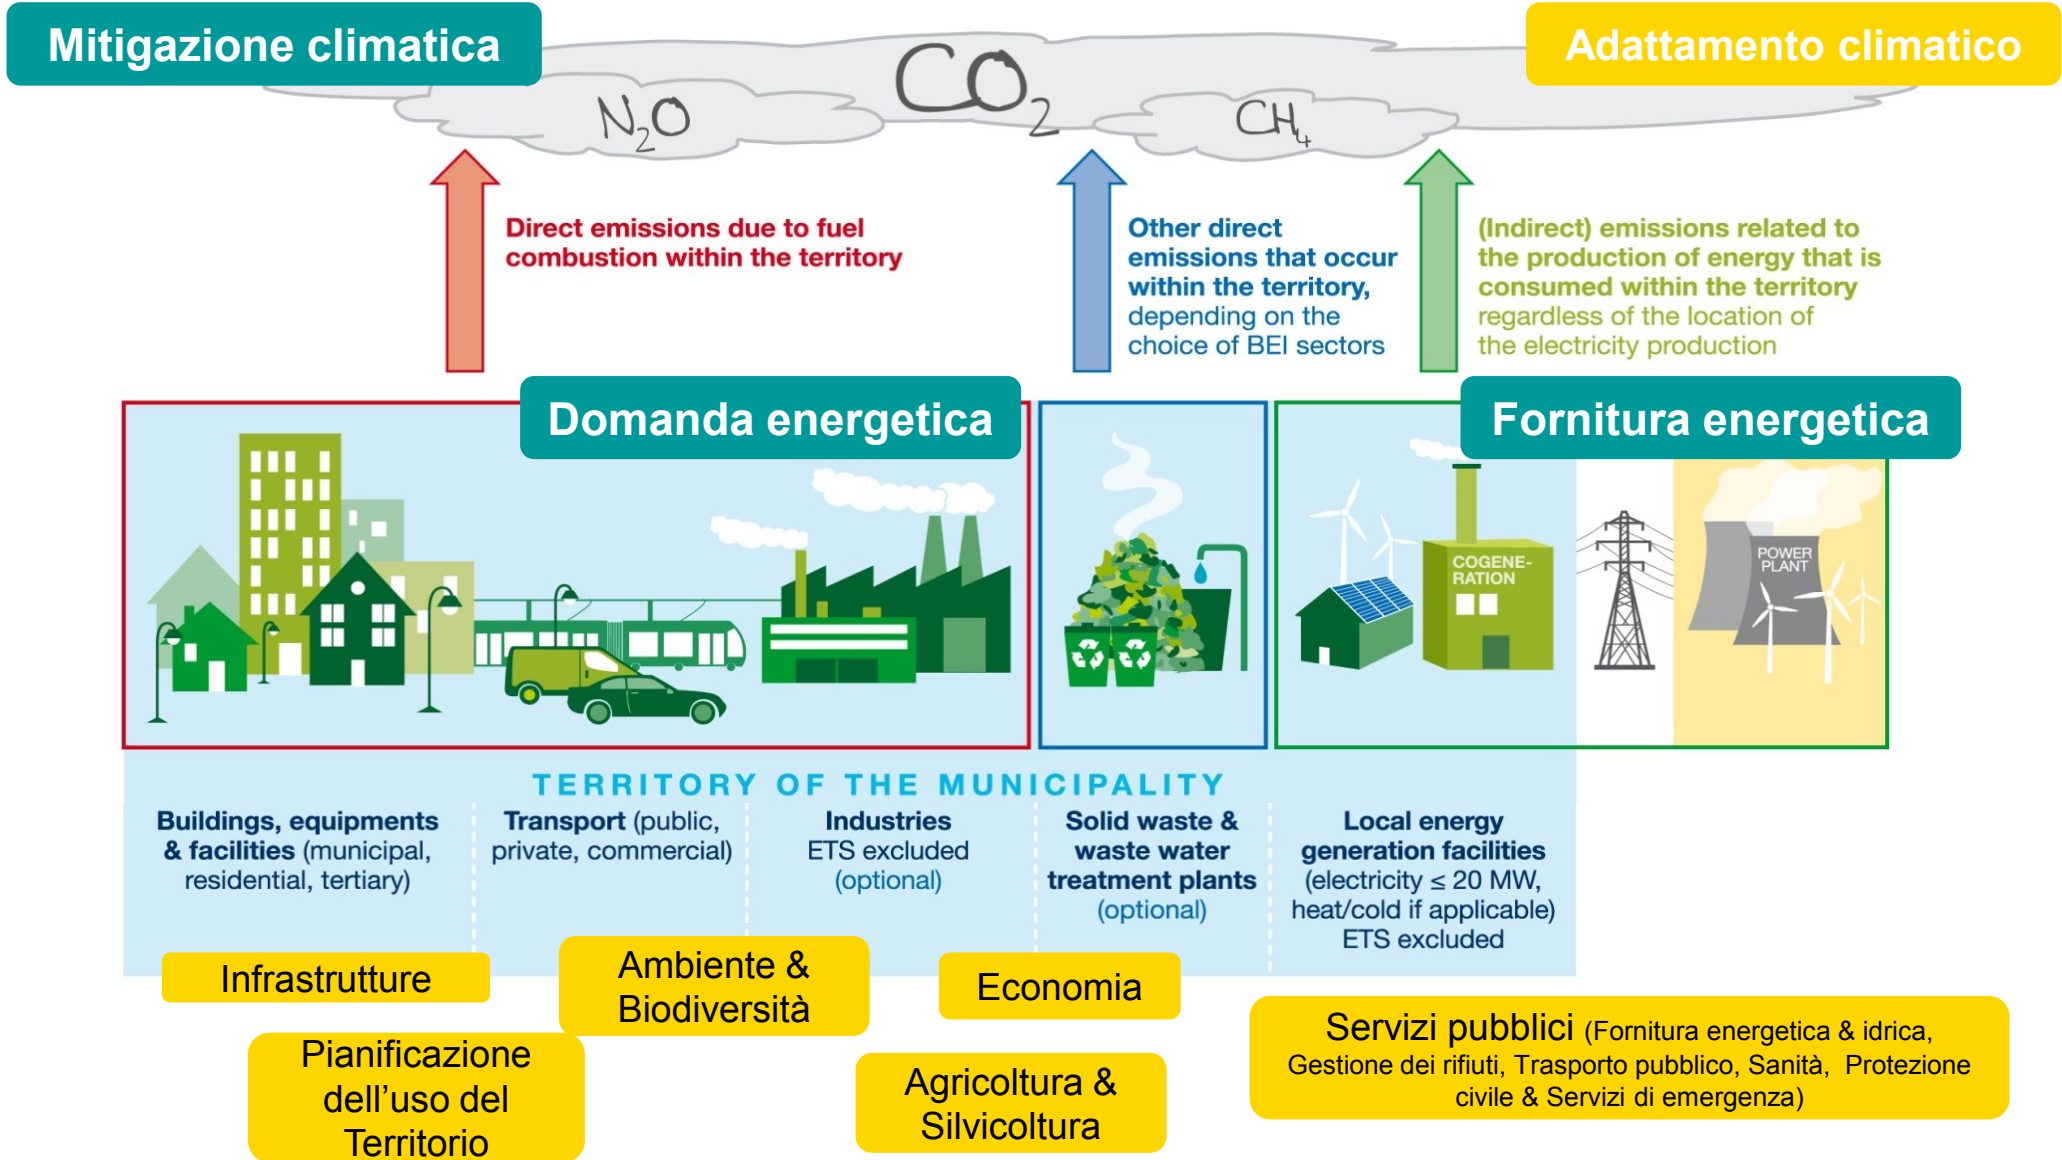 Mitigazione climatica
Adattamento climatico
CO2
N2O
CH4
Direct emissions due to fuel
combustion within the territory
Other direct
emissions that occur
within the territory,
depending on the
choice of BEI sectors
(Indirect) emissions related to
the production of energy that is
consumed within the territory
regardless of the location of
the electricity production
Domanda energetica
Fornitura energetica
COGENE-
RATION
POWER
PLANT
TERRITORY OF THE MUNICIPALITY
Buildings, equipments
& facilities (municipal,
residential, tertiary)
Transport (public,
private, commercial)
Industries
ETS excluded
(optional)
Solid waste &
waste water
treatment plants
(optional)
Local energy
generation facilities
(electricity ≤ 20 MW,
heat/cold if applicable)
ETS excluded
Infrastrutture
Ambiente &
Biodiversità
Economia
Pianificazione
dell’uso del
Territorio
Agricoltura &
Silvicoltura
Servizi pubblici (Fornitura energetica & idrica,
Gestione dei rifiuti, Trasporto pubblico, Sanità, Protezione
civile & Servizi di emergenza)